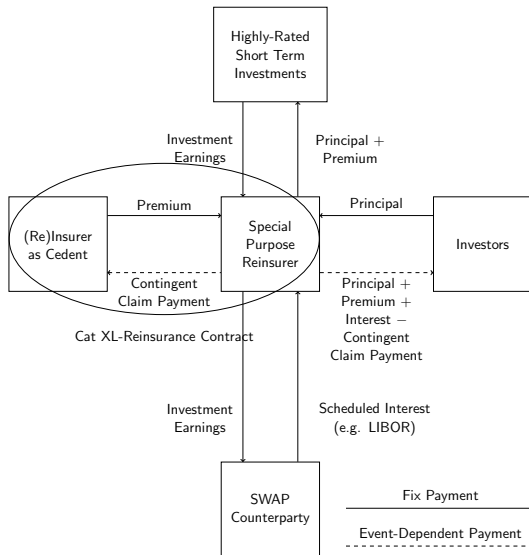 Highly-Rated
Short Term
Investments
Investment
Earnings
Principal +
Premium
(Re)Insurer
as Cedent
Premium
Special
Purpose
Reinsurer
Principal
Investors
Contingent
Claim Payment
Principal +
Premium +
Interest −
Contingent
Claim Payment
Cat XL-Reinsurance Contract
Investment
Earnings
Scheduled Interest
(e.g. LIBOR)
SWAP
Counterparty
Fix Payment
Event-Dependent Payment